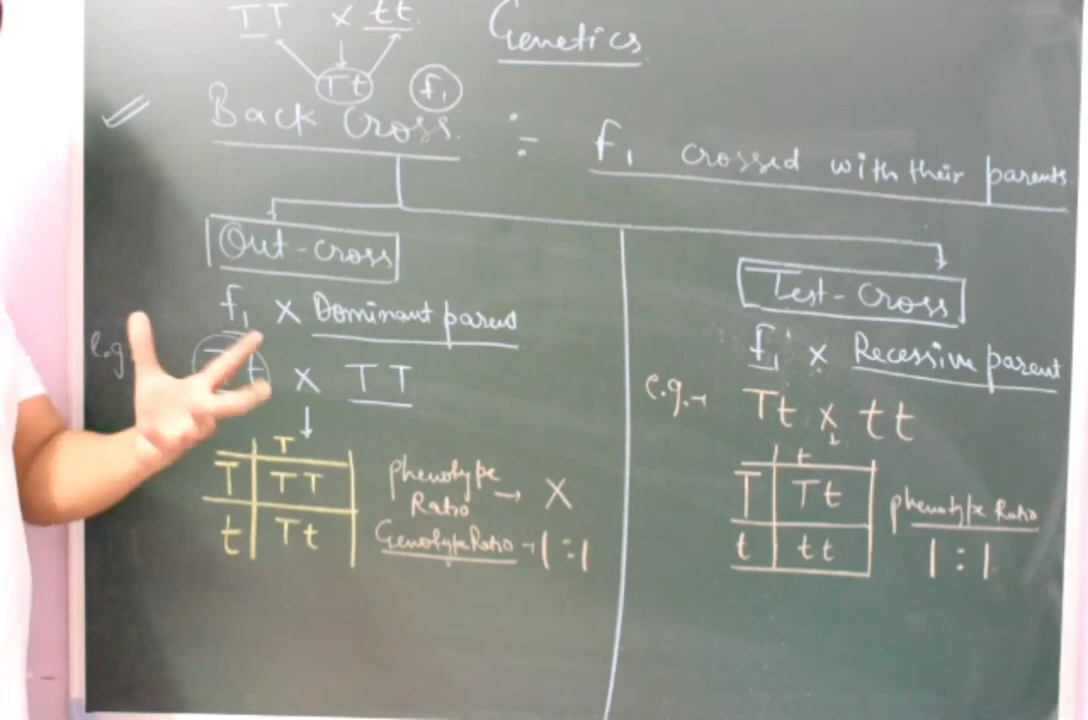 TT × tt
Genetics
Tt f₁
Back Cross :- f₁ crossed with their parents.
Out-cross
f₁ × Dominant parent
e.g.
t × TT
T
T TT
t Tt
phenotype Ratio → ×
Genotype Ratio → 1:1
Test-Cross
f₁ × Recessive parent
e.g. → Tt × tt
t
T Tt
t tt
phenotype Ratio
1:1